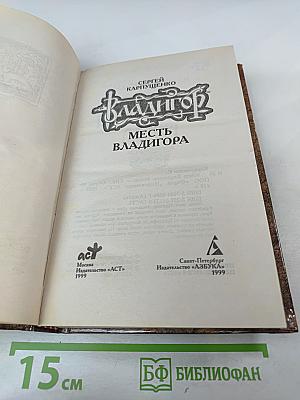 СЕРГЕЙ
КАРПУЩЕНКО
ВЛАДИГОР
МЕСТЬ
ВЛАДИГОРА
аст
Москва
Издательство «АСТ»
1999
Санкт-Петербург
Издательство «АЗБУКА»
1999
15 см
БФ БИБЛИОФАН